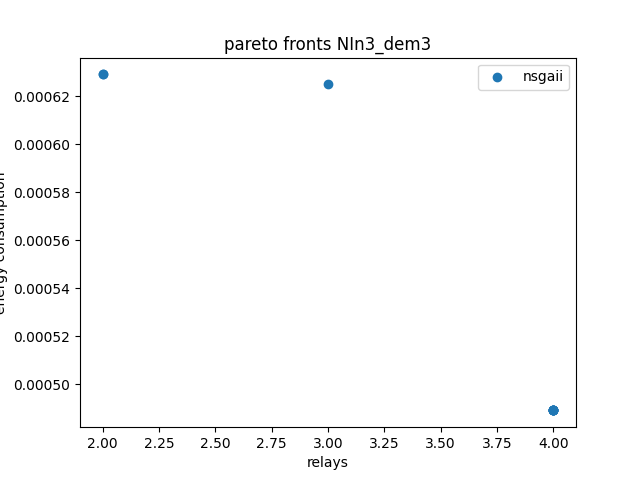 pareto fronts NIn3_dem3
nsgaii
energy consumption
0.00062
0.00060
0.00058
0.00056
0.00054
0.00052
0.00050
2.00 2.25 2.50 2.75 3.00 3.25 3.50 3.75 4.00
relays